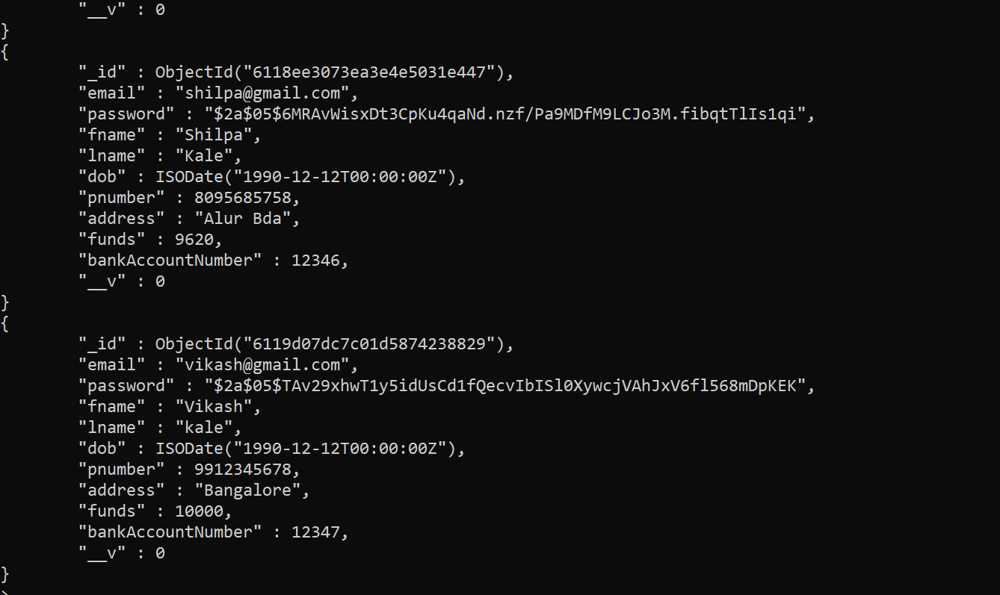 "__v" : 0
}
{
"_id" : ObjectId("6118ee3073ea3e4e5031e447"),
"email" : "shilpa@gmail.com",
"password" : "$2a$05$6MRAvWisxDt3CpKu4qaNd.nzf/Pa9MDfM9LCJo3M.fibqtTlIs1qi",
"fname" : "Shilpa",
"lname" : "Kale",
"dob" : ISODate("1990-12-12T00:00:00Z"),
"pnumber" : 8095685758,
"address" : "Alur Bda",
"funds" : 9620,
"bankAccountNumber" : 12346,
"__v" : 0
}
{
"_id" : ObjectId("6119d07dc7c01d5874238829"),
"email" : "vikash@gmail.com",
"password" : "$2a$05$TAv29xhwT1y5idUsCd1fQecvIbISl0XywcjVAhJxV6fl568mDpKEK",
"fname" : "Vikash",
"lname" : "kale",
"dob" : ISODate("1990-12-12T00:00:00Z"),
"pnumber" : 9912345678,
"address" : "Bangalore",
"funds" : 10000,
"bankAccountNumber" : 12347,
"__v" : 0
}
>